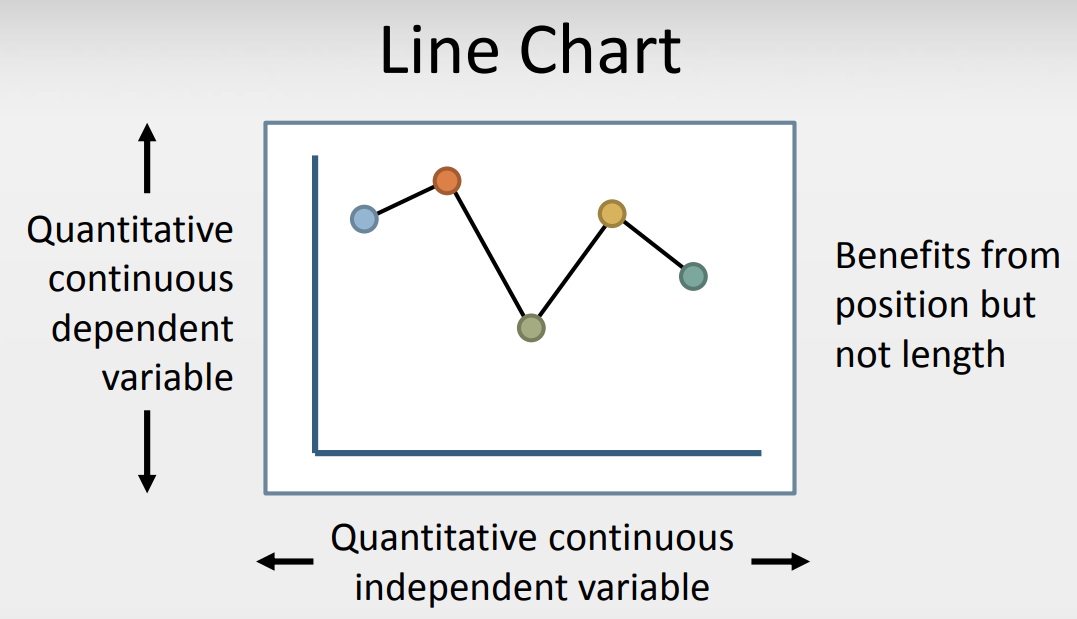 Line Chart
Quantitative
continuous
dependent
variable
Benefits from
position but
not length
Quantitative continuous
independent variable